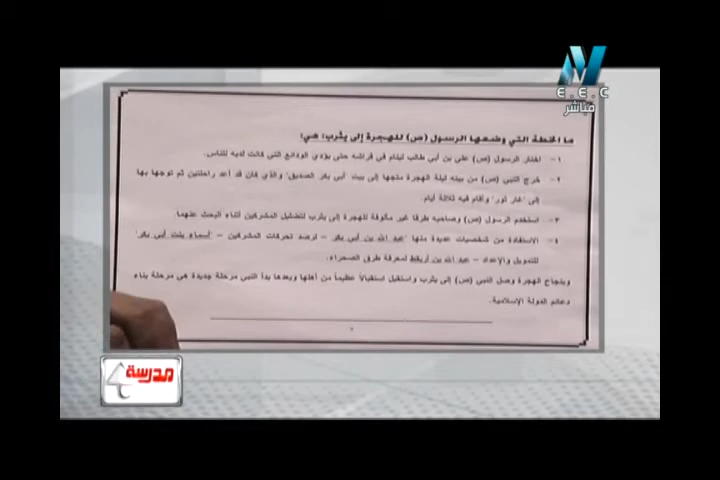 E.E.C
مباشر
ما الخطة التي وضعها الرسول (ص) للهجرة إلى يثرب؛ هي:
١- اختار الرسول (ص) علي بن أبي طالب لينام في فراشه حتى يؤدي الودائع التي كانت لديه للناس.
٢- خرج النبي (ص) من بيته ليلة الهجرة متجها إلى بيت "أبي بكر الصديق" والذي كان قد أعد راحلتين ثم توجها بها
إلى "غار ثور" وأقام فيه ثلاثة أيام.
٣- استخدم الرسول (ص) وصاحبه طرقا غير مألوفة للهجرة إلى يثرب لتضليل المشركين أثناء البحث عنهما.
٤- الاستفادة من شخصيات عديدة منها "عبد الله بن أبي بكر – لرصد تحركات المشركين – أسماء بنت أبي بكر"
للتمويل والإعداد – عبد الله بن أريقط لمعرفة طرق الصحراء.
وبنجاح الهجرة وصل النبي (ص) إلى يثرب واستقبل استقبالاً عظيماً من أهلها وبعدها بدأ النبي مرحلة جديدة هي مرحلة بناء
دعائم الدولة الإسلامية.
مدرسة